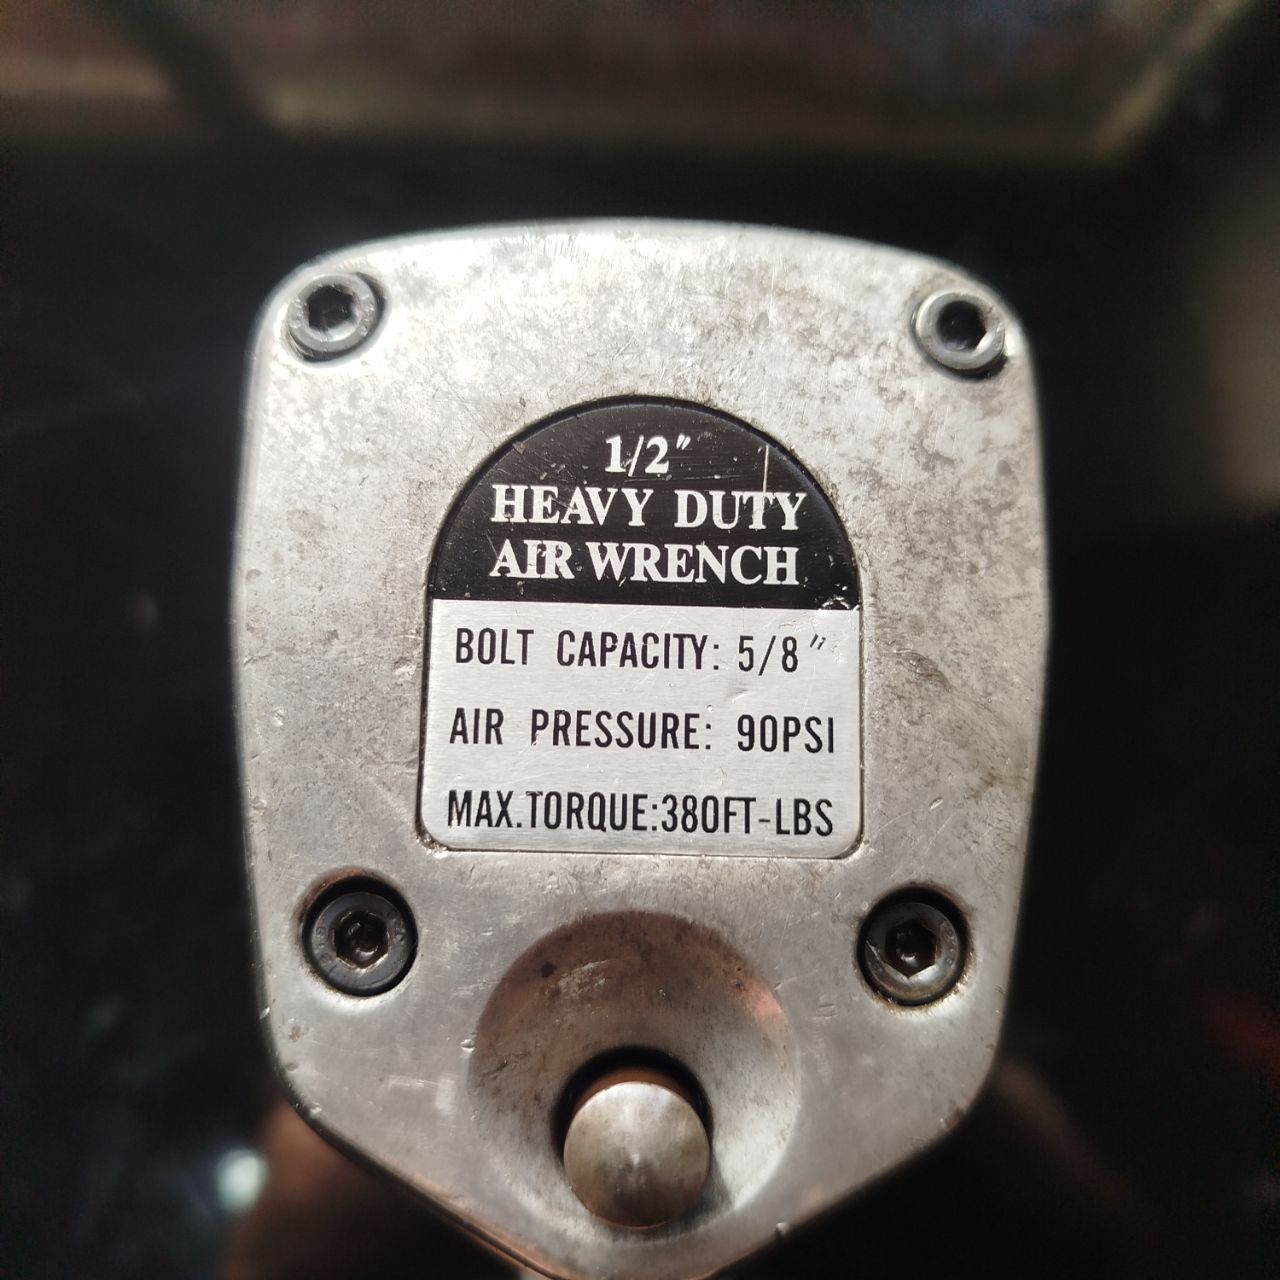 1/2"
HEAVY DUTY
AIR WRENCH
BOLT CAPACITY: 5/8"
AIR PRESSURE: 90PSI
MAX.TORQUE:380FT-LBS